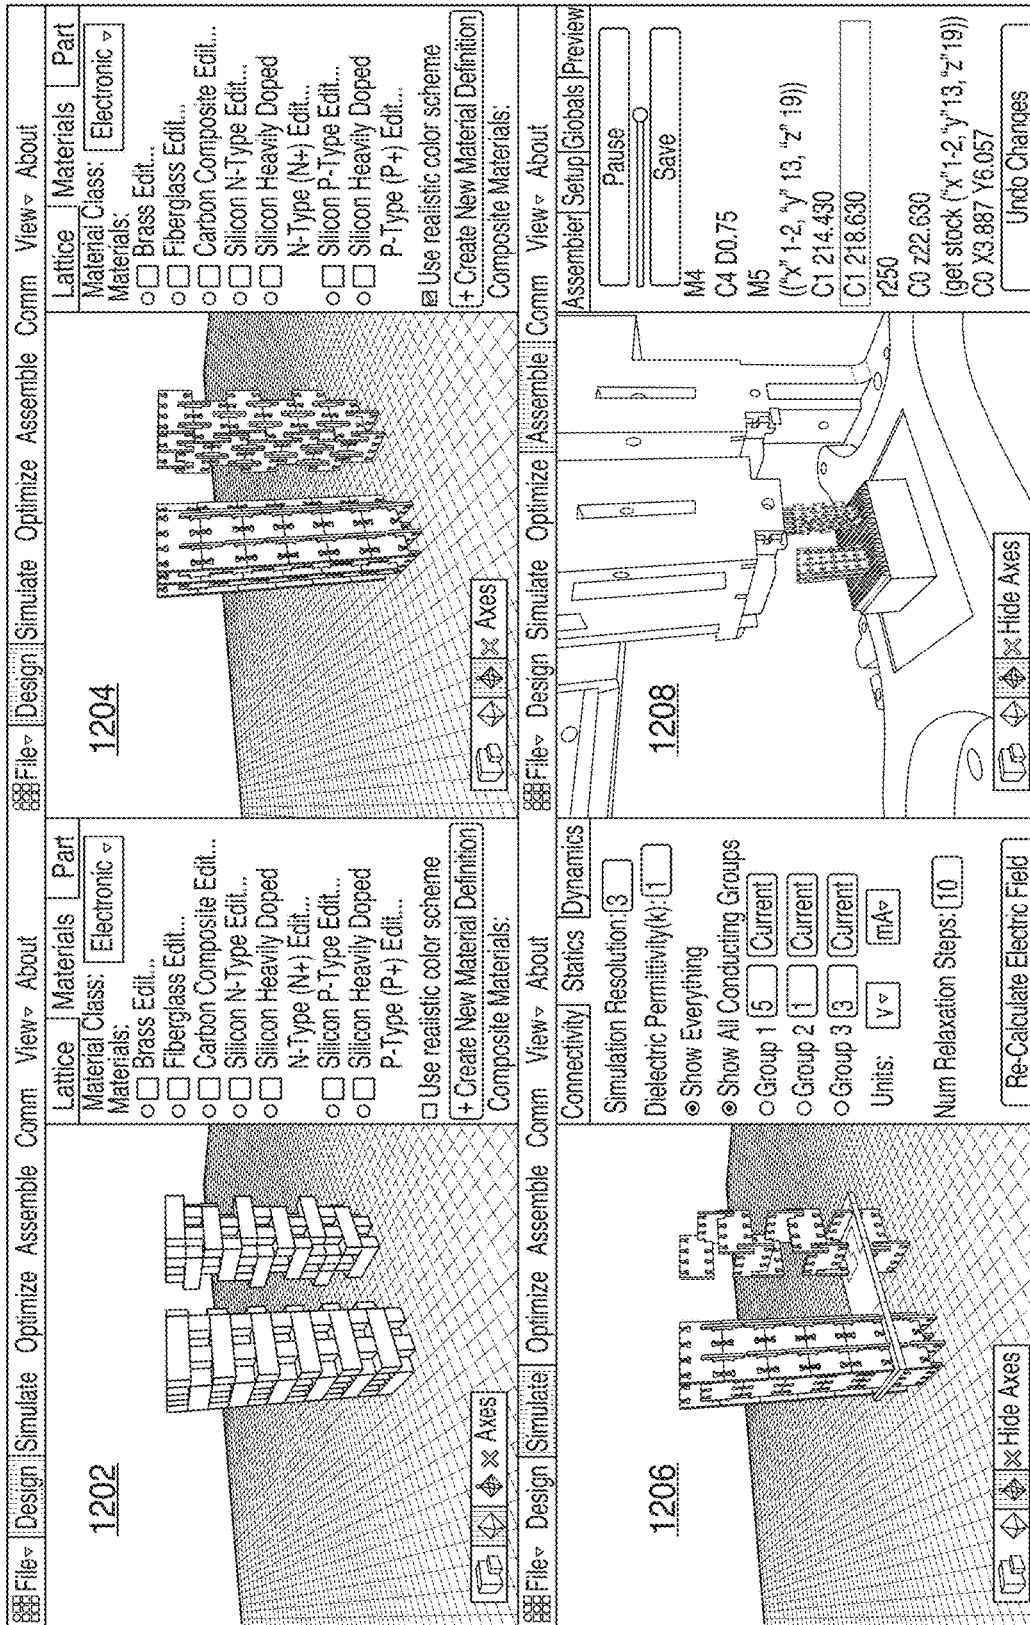 File▿ Design Simulate Optimize Assemble Comm View▿ About
1202
Axes
Lattice Materials Part
Material Class: Electronic ▿
Materials:
Brass Edit...
Fiberglass Edit...
Carbon Composite Edit...
Silicon N-Type Edit...
Silicon Heavily Doped
N-Type (N+) Edit...
Silicon P-Type Edit...
Silicon Heavily Doped
P-Type (P+) Edit...
Use realistic color scheme
+ Create New Material Definition
Composite Materials:
File▿ Design Simulate Optimize Assemble Comm View▿ About
1204
Axes
Lattice Materials Part
Material Class: Electronic ▿
Materials:
Brass Edit...
Fiberglass Edit...
Carbon Composite Edit...
Silicon N-Type Edit...
Silicon Heavily Doped
N-Type (N+) Edit...
Silicon P-Type Edit...
Silicon Heavily Doped
P-Type (P+) Edit...
Use realistic color scheme
+ Create New Material Definition
Composite Materials:
File▿ Design Simulate Optimize Assemble Comm View▿ About
1206
Hide Axes
Connectivity Statics Dynamics
Simulation Resolution: 3
Dielectric Permitivity(k): 1
Show Everything
Show All Conducting Groups
Group 1 5 Current
Group 2 1 Current
Group 3 3 Current
Units: V▿ mA▿
Num Relaxation Steps: 10
Re-Calculate Electric Field
File▿ Design Simulate Optimize Assemble Comm View▿ About
1208
Hide Axes
Assembler Setup Globals Preview
Pause
Save
M4
C4 D0.75
M5
(("x" 1-2, "y" 13, "z" 19))
C1 214.430
C1 218.630
r250
C0 z22.630
(get stock ("x"1-2,"y"13, z"19))
C0 X3.887 Y6.057
Undo Changes